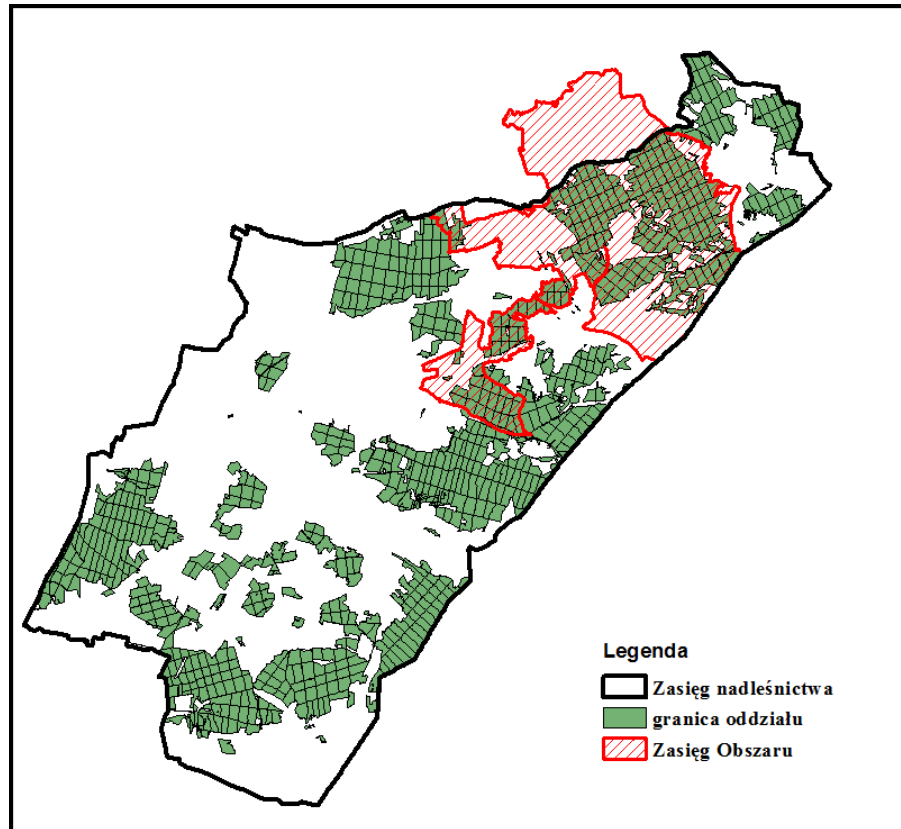 Legenda
Zasięg nadleśnictwa
granica oddziału
Zasięg Obszaru